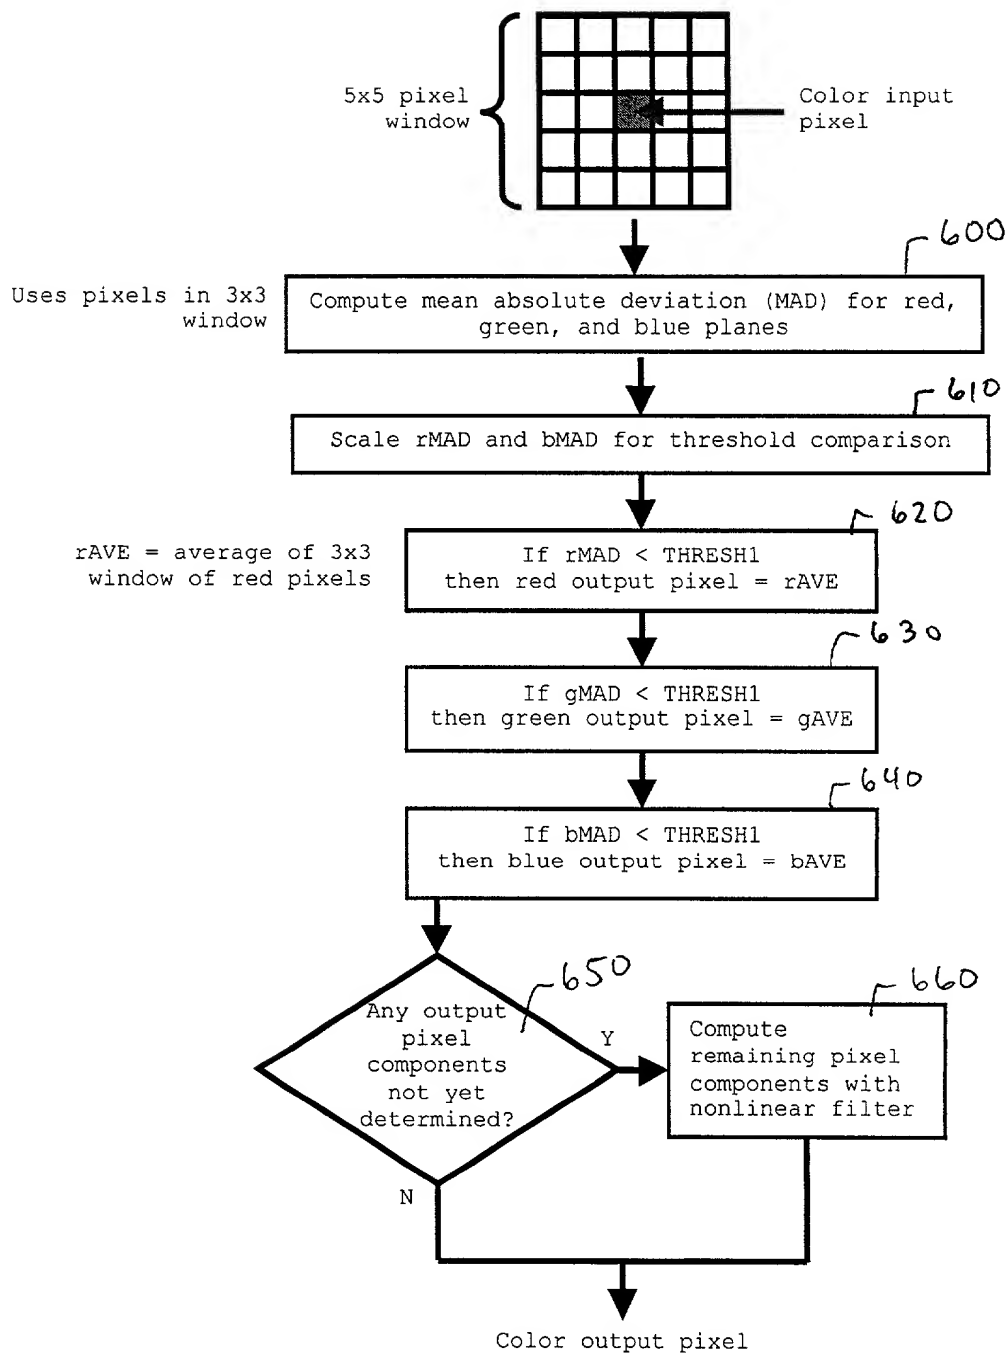 5x5 pixel
window
Color input
pixel
600
Uses pixels in 3x3
window
Compute mean absolute deviation (MAD) for red,
green, and blue planes
610
Scale rMAD and bMAD for threshold comparison
620
rAVE = average of 3x3
window of red pixels
If rMAD < THRESH1
then red output pixel = rAVE
630
If gMAD < THRESH1
then green output pixel = gAVE
640
If bMAD < THRESH1
then blue output pixel = bAVE
650
Any output
pixel
components
not yet
determined?
Y
660
Compute
remaining pixel
components with
nonlinear filter
N
Color output pixel